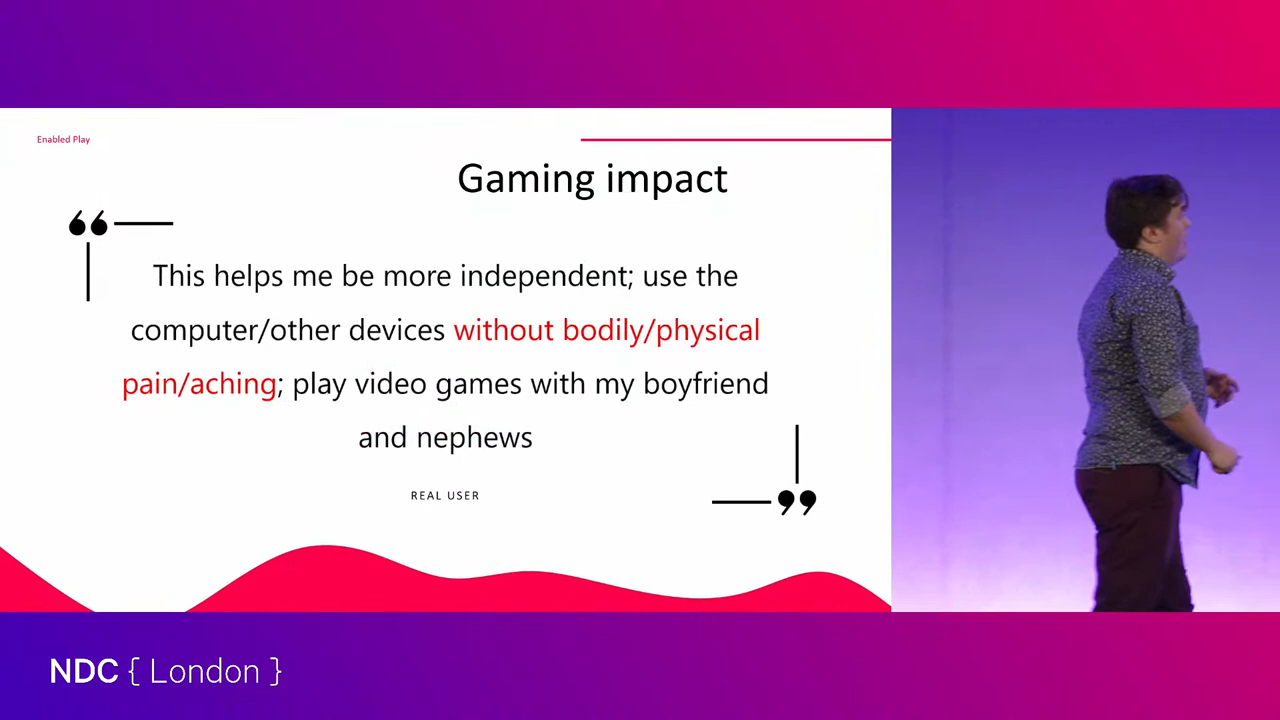 Enabled Play
Gaming impact
“
This helps me be more independent; use the
computer/other devices without bodily/physical
pain/aching; play video games with my boyfriend
and nephews
REAL USER
”
NDC { London }